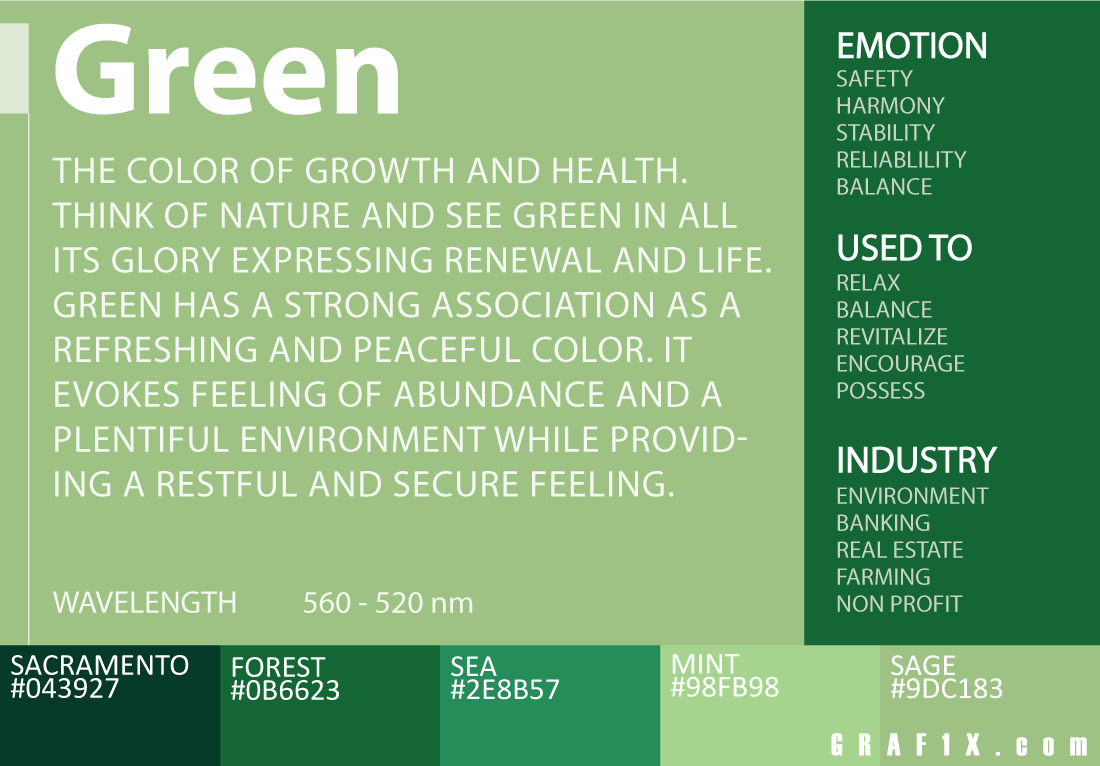 Green
THE COLOR OF GROWTH AND HEALTH.
THINK OF NATURE AND SEE GREEN IN ALL
ITS GLORY EXPRESSING RENEWAL AND LIFE.
GREEN HAS A STRONG ASSOCIATION AS A
REFRESHING AND PEACEFUL COLOR. IT
EVOKES FEELING OF ABUNDANCE AND A
PLENTIFUL ENVIRONMENT WHILE PROVID-
ING A RESTFUL AND SECURE FEELING.
WAVELENGTH 560 - 520 nm
EMOTION
SAFETY
HARMONY
STABILITY
RELIABLILITY
BALANCE
USED TO
RELAX
BALANCE
REVITALIZE
ENCOURAGE
POSSESS
INDUSTRY
ENVIRONMENT
BANKING
REAL ESTATE
FARMING
NON PROFIT
SACRAMENTO
#043927
FOREST
#0B6623
SEA
#2E8B57
MINT
#98FB98
SAGE
#9DC183
GRAF1X.com